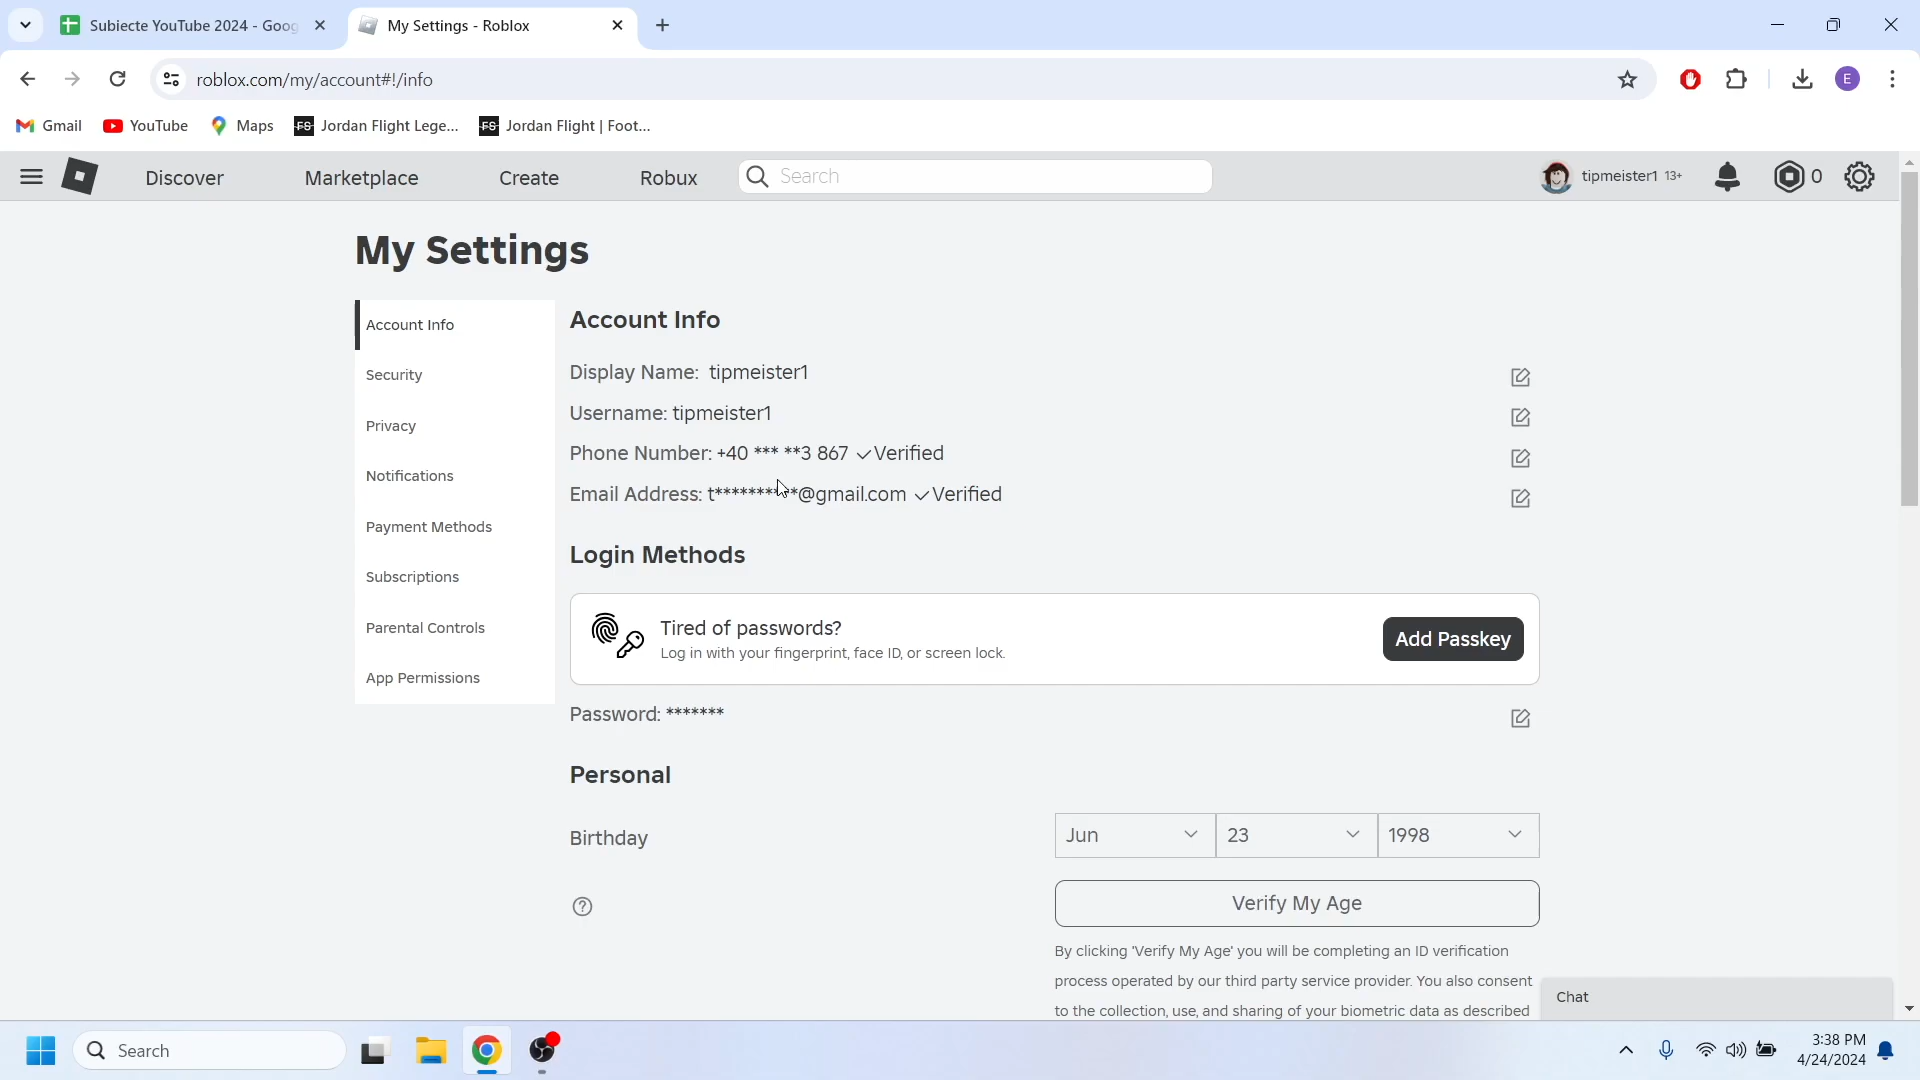 Subiecte YouTube 2024 - Goog
My Settings - Roblox
roblox.com/my/account#!/info
E
Gmail
YouTube
Maps
FS Jordan Flight Lege...
FS Jordan Flight | Foot...
Discover
Marketplace
Create
Robux
Search
tipmeister1 13+
0
My Settings
Account Info
Security
Privacy
Notifications
Payment Methods
Subscriptions
Parental Controls
App Permissions
Account Info
Display Name: tipmeister1
Username: tipmeister1
Phone Number: +40 *** **3 867 ✓Verified
Email Address: t**********@gmail.com ✓Verified
Login Methods
Tired of passwords?
Log in with your fingerprint, face ID, or screen lock.
Add Passkey
Password: *******
Personal
Birthday
Jun
23
1998
Verify My Age
By clicking 'Verify My Age' you will be completing an ID verification
process operated by our third party service provider. You also consent
to the collection, use, and sharing of your biometric data as described
Chat
Search
3:38 PM
4/24/2024